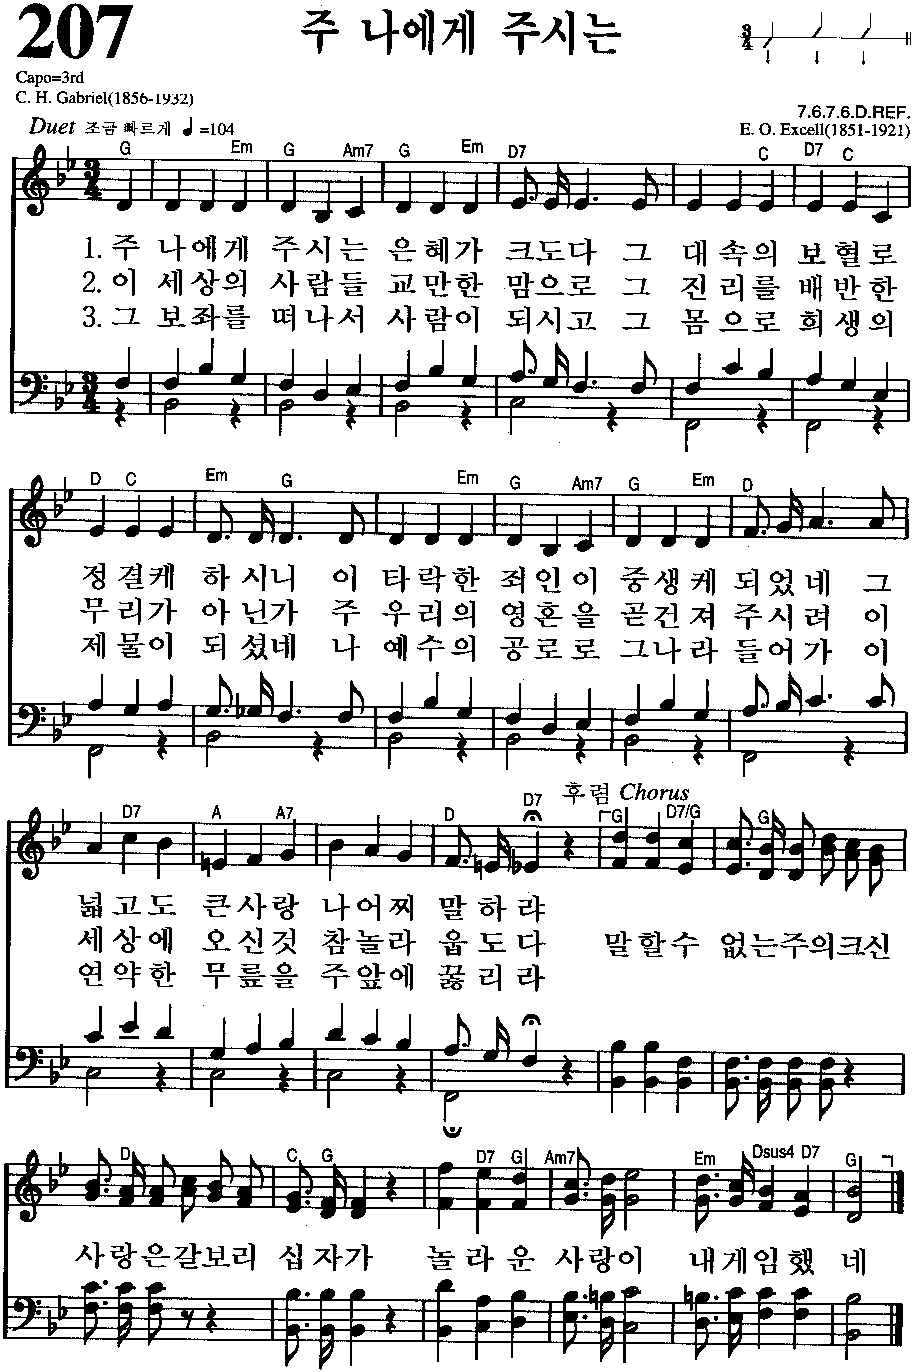 207
주 나에게 주시는
3/4
Capo=3rd
C. H. Gabriel(1856-1932)
7.6.7.6.D.REF.
Duet 조금 빠르게 ♩=104
E. O. Excell(1851-1921)
G Em G Am7 G Em D7 C D7 C
1. 주 나에게 주시는 은혜가 크도다 그 대속의 보혈로
2. 이 세상의 사람들 교만한 맘으로 그 진리를 배반한
3. 그 보좌를 떠나서 사람이 되시고 그 몸으로 희생의
D C Em G Em G Am7 G Em D
정결케 하시니 이 타락한 죄인이 중생케 되었네 그
무리가 아닌가 주 우리의 영혼을 곧건져 주시려 이
제물이 되셨네 나 예수의 공로로 그나라 들어가 이
후렴 Chorus
D7 A A7 D D7 G D7/G G
넓고도 큰사랑 나어찌 말하랴
세상에 오신것 참놀라 웁도다 말할수 없는주의크신
연약한 무릎을 주앞에 꿇리라
D C G D7 G Am7 Em Dsus4 D7 G
사랑은갈보리 십자가 놀라운 사랑이 내게임했네